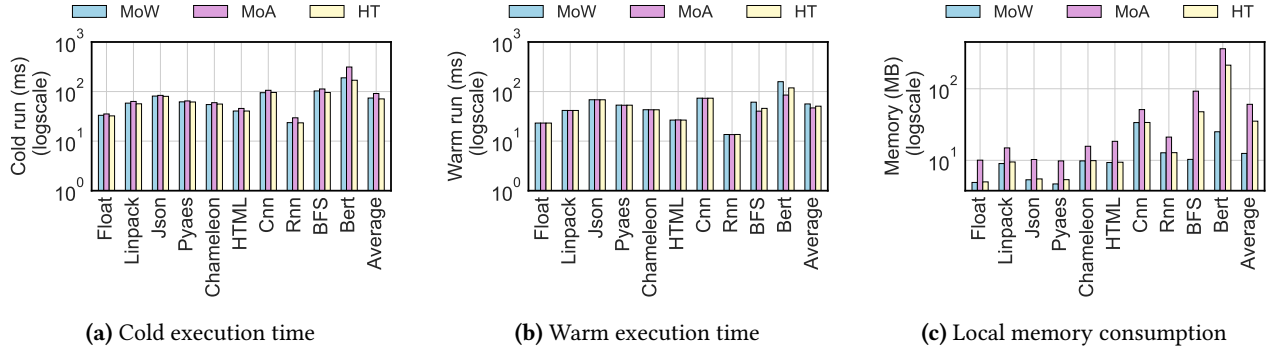 MoW MoA HT
Cold run (ms)
(logscale)
10^3
10^2
10^1
10^0
Float
Linpack
Json
Pyaes
Chameleon
HTML
Cnn
Rnn
BFS
Bert
Average
(a) Cold execution time
MoW MoA HT
Warm run (ms)
(logscale)
10^3
10^2
10^1
10^0
Float
Linpack
Json
Pyaes
Chameleon
HTML
Cnn
Rnn
BFS
Bert
Average
(b) Warm execution time
MoW MoA HT
Memory (MB)
(logscale)
10^2
10^1
Float
Linpack
Json
Pyaes
Chameleon
HTML
Cnn
Rnn
BFS
Bert
Average
(c) Local memory consumption